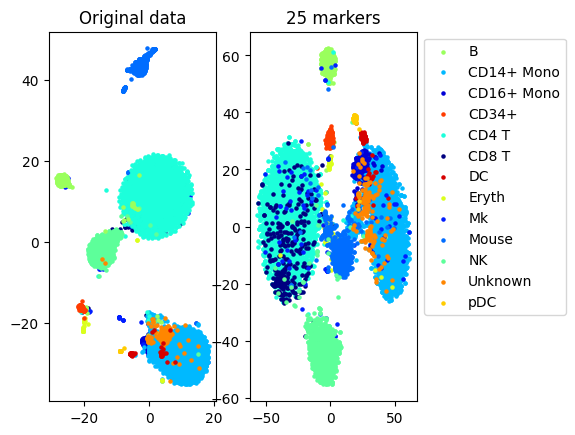 Original data
25 markers
40
20
0
−20
−20
0
20
60
40
20
0
−20
−40
−60
−50
0
50
B
CD14+ Mono
CD16+ Mono
CD34+
CD4 T
CD8 T
DC
Eryth
Mk
Mouse
NK
Unknown
pDC